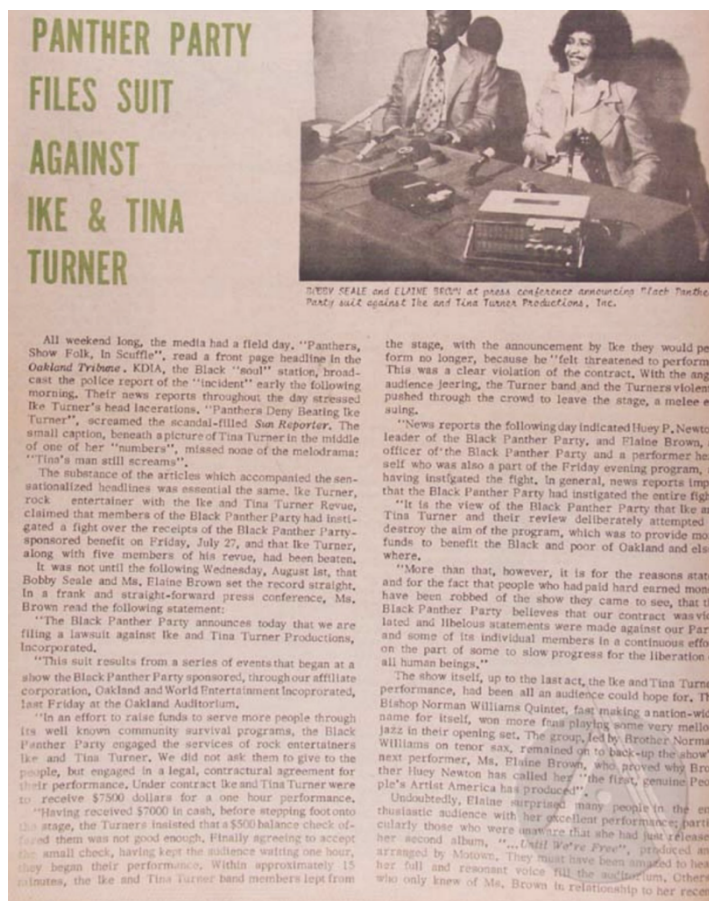 PANTHER PARTY
FILES SUIT
AGAINST
IKE & TINA
TURNER
BOBBY SEALE and ELAINE BROWN at press conference announcing Black Panthe
Party suit against Ike and Tina Turner Productions, Inc.
All weekend long, the media had a field day. "Panthers,
Show Folk, In Scuffle", read a front page headline in the
Oakland Tribune. KDIA, the Black "soul" station, broad-
cast the police report of the "incident" early the following
morning. Their news reports throughout the day stressed
Ike Turner's head lacerations. "Panthers Deny Beating Ike
Turner", screamed the scandal-filled Sun Reporter. The
small caption, beneath a picture of Tina Turner in the middle
of one of her "numbers", missed none of the melodrama:
"Tina's man still screams".
The substance of the articles which accompanied the sen-
sationalized headlines was essential the same. Ike Turner,
rock entertainer with the Ike and Tina Turner Revue,
claimed that members of the Black Panther Party had insti-
gated a fight over the receipts of the Black Panther Party-
sponsored benefit on Friday, July 27, and that Ike Turner,
along with five members of his revue, had been beaten.
It was not until the following Wednesday, August 1st, that
Bobby Seale and Ms. Elaine Brown set the record straight.
In a frank and straight-forward press conference, Ms.
Brown read the following statement:
"The Black Panther Party announces today that we are
filing a lawsuit against Ike and Tina Turner Productions,
Incorporated.
"This suit results from a series of events that began at a
show the Black Panther Party sponsored, through our affiliate
corporation, Oakland and World Entertainment Incoprorated,
last Friday at the Oakland Auditorium.
"In an effort to raise funds to serve more people through
its well known community survival programs, the Black
Panther Party engaged the services of rock entertainers
Ike and Tina Turner. We did not ask them to give to the
people, but engaged in a legal, contractural agreement for
their performance. Under contract Ike and Tina Turner were
to receive $7500 dollars for a one hour performance.
"Having received $7000 in cash, before stepping foot onto
the stage, the Turners insisted that a $500 balance check of-
fered them was not good enough. Finally agreeing to accept
the small check, having kept the audience waiting one hour,
they began their performance. Within approximately 15
minutes, the Ike and Tina Turner band members lept from
the stage, with the announcement by Ike they would pe
form no longer, because he "felt threatened to perform
This was a clear violation of the contract. With the ang
audience jeering, the Turner band and the Turners violen
pushed through the crowd to leave the stage, a melee e
suing.
"News reports the following day indicated Huey P. Newto
leader of the Black Panther Party, and Elaine Brown,
officer of the Black Panther Party and a performer he
self who was also a part of the Friday evening program,
having instigated the fight. In general, news reports imp
that the Black Panther Party had instigated the entire figh
"It is the view of the Black Panther Party that Ike a
Tina Turner and their review deliberately attempted
destroy the aim of the program, which was to provide mo
funds to benefit the Black and poor of Oakland and els
where.
"More than that, however, it is for the reasons stat
and for the fact that people who had paid hard earned mon
have been robbed of the show they came to see, that t
Black Panther Party believes that our contract was vio
lated and libelous statements were made against our Par
and some of its individual members in a continuous effo
on the part of some to slow progress for the liberation
all human beings."
The show itself, up to the last act, the Ike and Tina Turne
performance, had been all an audience could hope for. T
Bishop Norman Williams Quintet, fast making a nation-wid
name for itself, won more fans playing some very mello
jazz in their opening set. The group, led by Brother Norma
Williams on tenor sax, remained on to back-up the show'
next performer, Ms. Elaine Brown, who proved why Bro
ther Huey Newton has called her "the first, genuine Peo
ple's Artist America has produced".
Undoubtedly, Elaine surprised many people in the en
thusiastic audience with her excellent performance; parti
cularly those who were unaware that she had just release
her second album, "...Until We're Free", produced an
arranged by Motown. They must have been amazed to hea
her full and resonant voice fill the auditorium. Others
who only knew of Ms. Brown in relationship to her recen